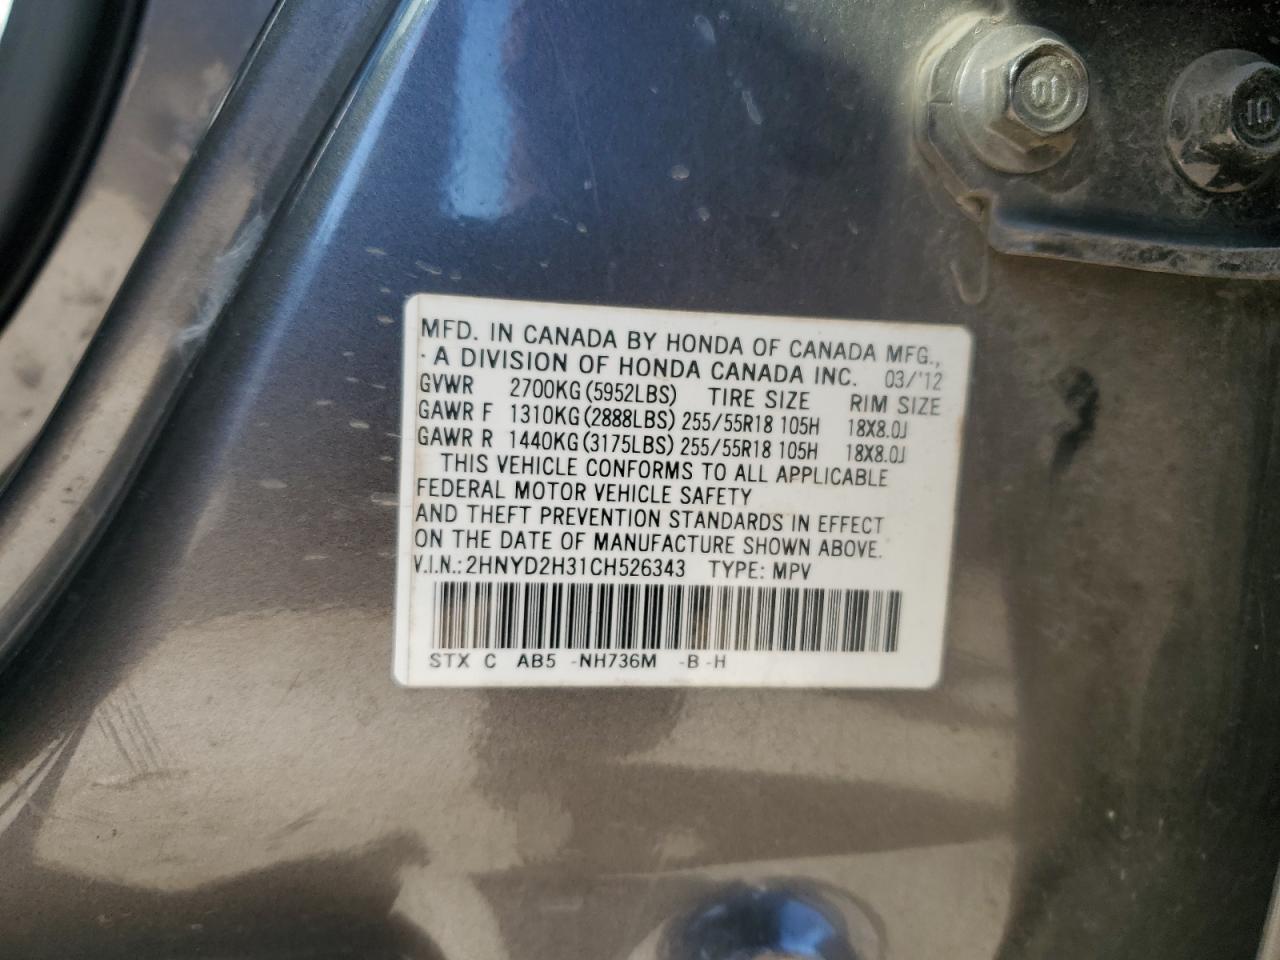 MFD. IN CANADA BY HONDA OF CANADA MFG.,
A DIVISION OF HONDA CANADA INC. 03/'12
GVWR 2700KG(5952LBS) TIRE SIZE RIM SIZE
GAWR F 1310KG(2888LBS) 255/55R18 105H 18X8.0J
GAWR R 1440KG(3175LBS) 255/55R18 105H 18X8.0J
THIS VEHICLE CONFORMS TO ALL APPLICABLE
FEDERAL MOTOR VEHICLE SAFETY
AND THEFT PREVENTION STANDARDS IN EFFECT
ON THE DATE OF MANUFACTURE SHOWN ABOVE.
V.I.N.: 2HNYD2H31CH526343 TYPE: MPV
STX C AB5 -NH736M -B -H